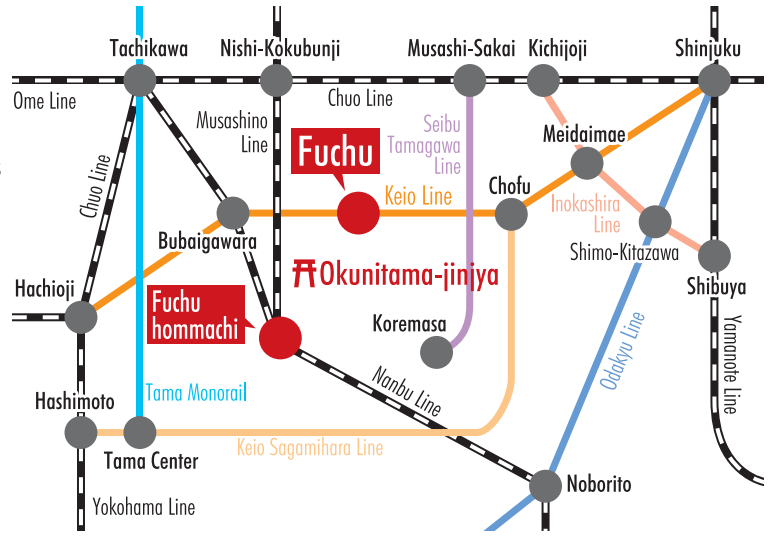 Tachikawa
Nishi-Kokubunji
Musashi-Sakai
Kichijoji
Shinjuku
Ome Line
Chuo Line
Musashino
Line
Seibu
Tamagawa
Line
Meidaimae
s
Chuo Line
Fuchu
Keio Line
Chofu
Inokashira
Line
Bubaigawara
Shimo-Kitazawa
Okunitama-jinjya
Shibuya
Hachioji
Fuchu
hommachi
Koremasa
Odakyu Line
Yamanote Line
Hashimoto
Tama Monorail
Nanbu Line
Tama Center
Keio Sagamihara Line
Noborito
Yokohama Line